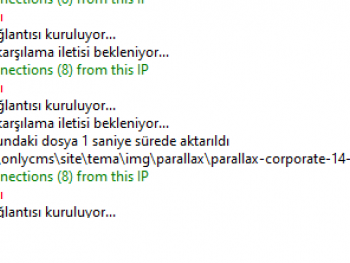 nections (8) from this IP
ı
ğlantısı kuruluyor...
karşılama iletisi bekleniyor...
nections (8) from this IP
ı
ğlantısı kuruluyor...
karşılama iletisi bekleniyor...
undaki dosya 1 saniye sürede aktarıldı
\onlycms\site\tema\img\parallax\parallax-corporate-14-
nections (8) from this IP
ı
ğlantısı kuruluyor...